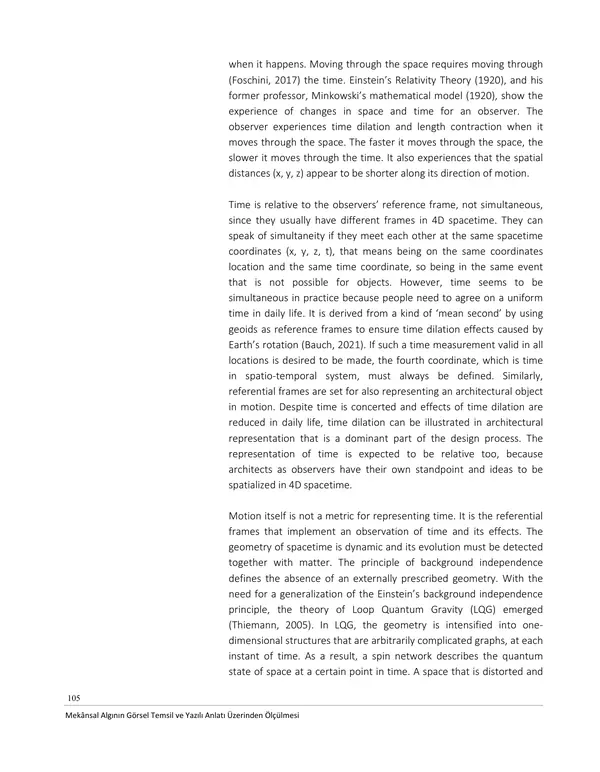 when it happens. Moving through the space requires moving through
(Foschini, 2017) the time. Einstein's Relativity Theory (1920), and his
former professor, Minkowski's mathematical model (1920), show the
experience of changes in space and time for an observer. The
observer experiences time dilation and length contraction when it
moves through the space. The faster it moves through the space, the
slower it moves through the time. It also experiences that the spatial
distances (x, y, z) appear to be shorter along its direction of motion.
Time is relative to the observers' reference frame, not simultaneous,
since they usually have different frames in 4D spacetime. They can
speak of simultaneity if they meet each other at the same spacetime
coordinates (x, y, z, t), that means being on the same coordinates
location and the same time coordinate, so being in the same event
that is not possible for objects. However, time seems to be
simultaneous in practice because people need to agree on a uniform
time in daily life. It is derived from a kind of 'mean second' by using
geoids as reference frames to ensure time dilation effects caused by
Earth's rotation (Bauch, 2021). If such a time measurement valid in all
locations is desired to be made, the fourth coordinate, which is time
in spatio-temporal system, must always be defined. Similarly,
referential frames are set for also representing an architectural object
in motion. Despite time is concerted and effects of time dilation are
reduced in daily life, time dilation can be illustrated in architectural
representation that is a dominant part of the design process. The
representation of time is expected to be relative too, because
architects as observers have their own standpoint and ideas to be
spatialized in 4D spacetime.
Motion itself is not a metric for representing time. It is the referential
frames that implement an observation of time and its effects. The
geometry of spacetime is dynamic and its evolution must be detected
together with matter. The principle of background independence
defines the absence of an externally prescribed geometry. With the
need for a generalization of the Einstein's background independence
principle, the theory of Loop Quantum Gravity (LQG) emerged
(Thiemann, 2005). In LQG, the geometry is intensified into one-
dimensional structures that are arbitrarily complicated graphs, at each
instant of time. As a result, a spin network describes the quantum
state of space at a certain point in time. A space that is distorted and
105
Mekânsal Algının Görsel Temsil ve Yazılı Anlatı Üzerinden Ölçülmesi